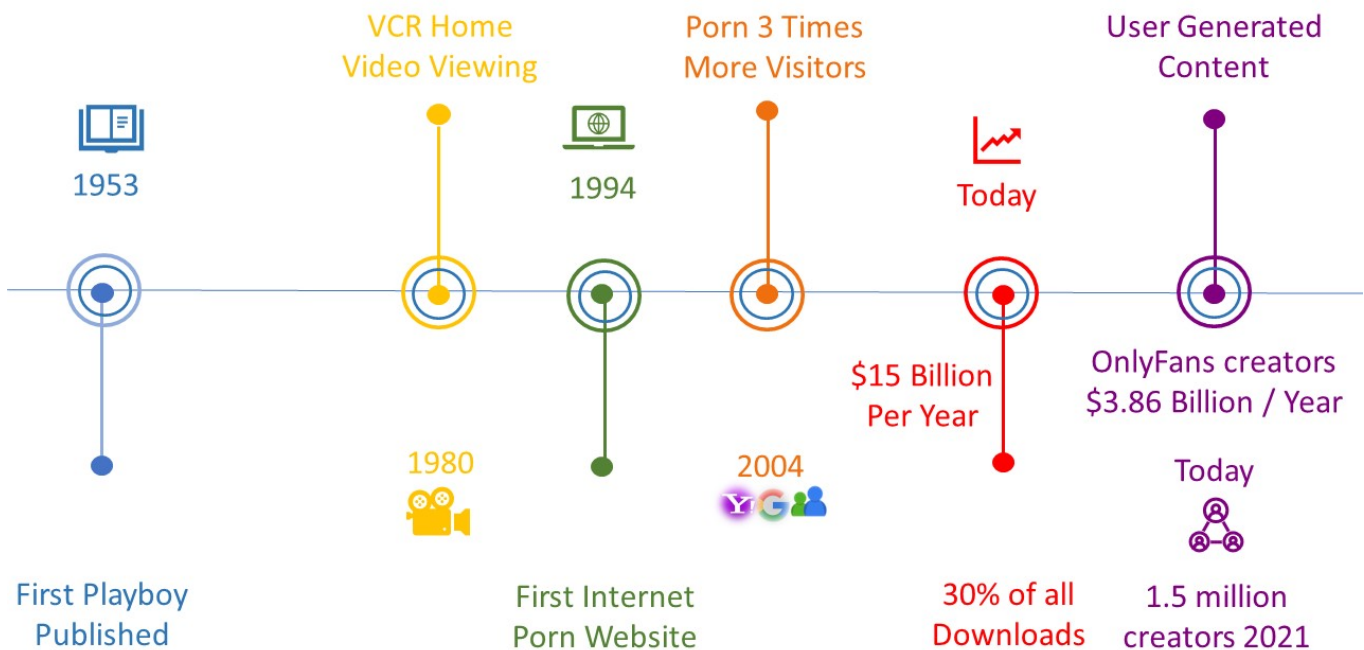 VCR Home
Video Viewing
Porn 3 Times
More Visitors
User Generated
Content
1953
1994
Today
$15 Billion
Per Year
OnlyFans creators
$3.86 Billion / Year
1980
2004
Y!
G
Today
First Playboy
Published
First Internet
Porn Website
30% of all
Downloads
1.5 million
creators 2021